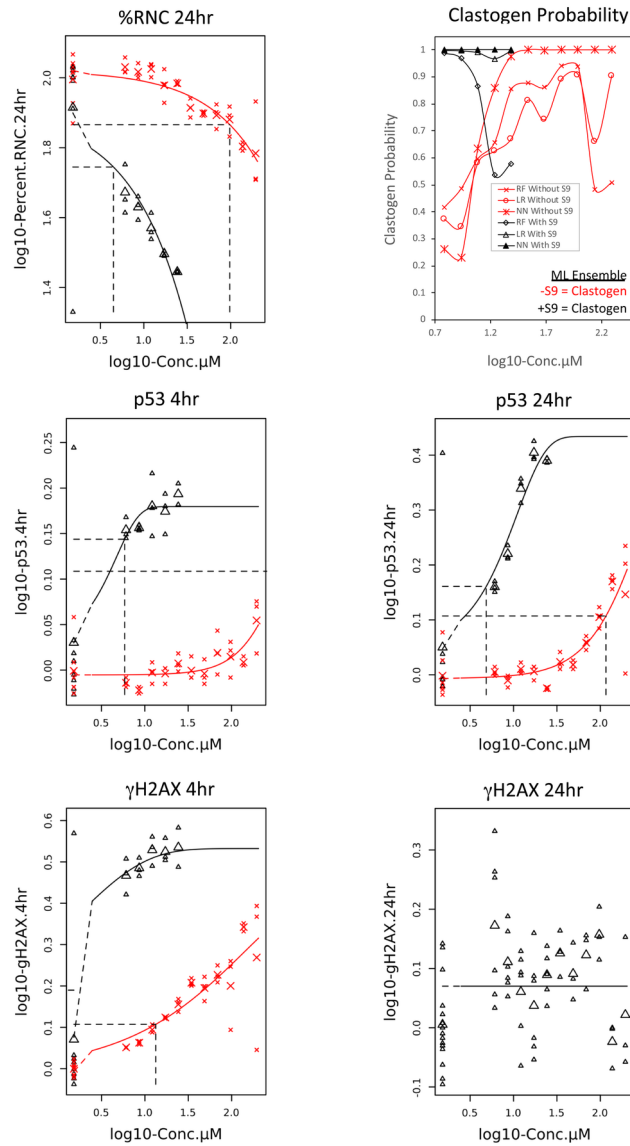 %RNC 24hr
log10-Percent.RNC.24hr
2.0
1.8
1.6
1.4
0.5 1.0 1.5 2.0
log10-Conc.μM
Clastogen Probability
Clastogen Probability
1
0.9
0.8
0.7
0.6
0.5
0.4
0.3
0.2
0.1
0
RF Without S9
LR Without S9
NN Without S9
RF With S9
LR With S9
NN With S9
ML Ensemble
-S9 = Clastogen
+S9 = Clastogen
0.7 1.2 1.7 2.2
log10-Conc.μM
p53 4hr
log10-p53.4hr
0.25
0.20
0.15
0.10
0.05
0.00
0.5 1.0 1.5 2.0
log10-Conc.μM
p53 24hr
log10-p53.24hr
0.4
0.3
0.2
0.1
0.0
0.5 1.0 1.5 2.0
log10-Conc.μM
γH2AX 4hr
log10-gH2AX.4hr
0.6
0.5
0.4
0.3
0.2
0.1
0.0
0.5 1.0 1.5 2.0
log10-Conc.μM
γH2AX 24hr
log10-gH2AX.24hr
0.3
0.2
0.1
0.0
-0.1
0.5 1.0 1.5 2.0
log10-Conc.μM